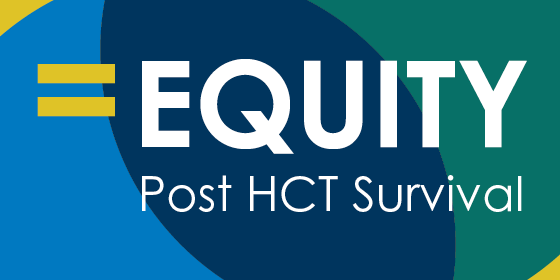 = EQUITY
Post HCT Survival